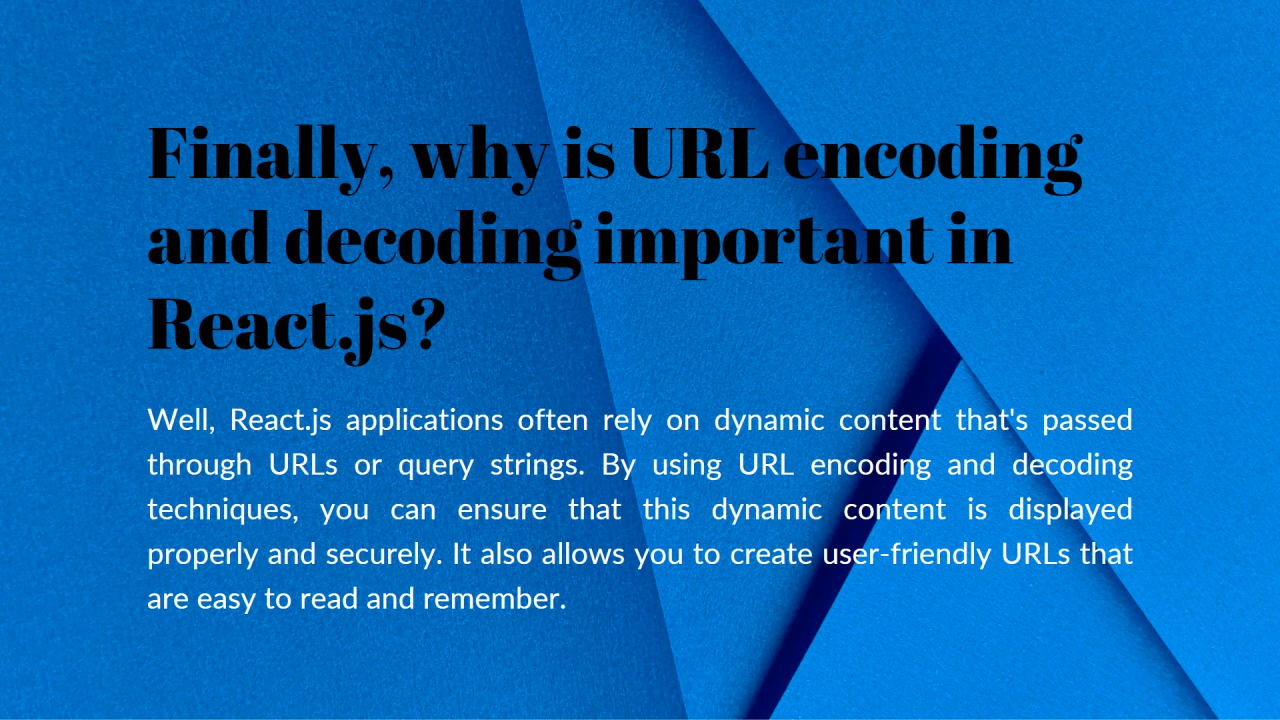 Finally, why is URL encoding
and decoding important in
React.js?
Well, React.js applications often rely on dynamic content that's passed
through URLs or query strings. By using URL encoding and decoding
techniques, you can ensure that this dynamic content is displayed
properly and securely. It also allows you to create user-friendly URLs that
are easy to read and remember.